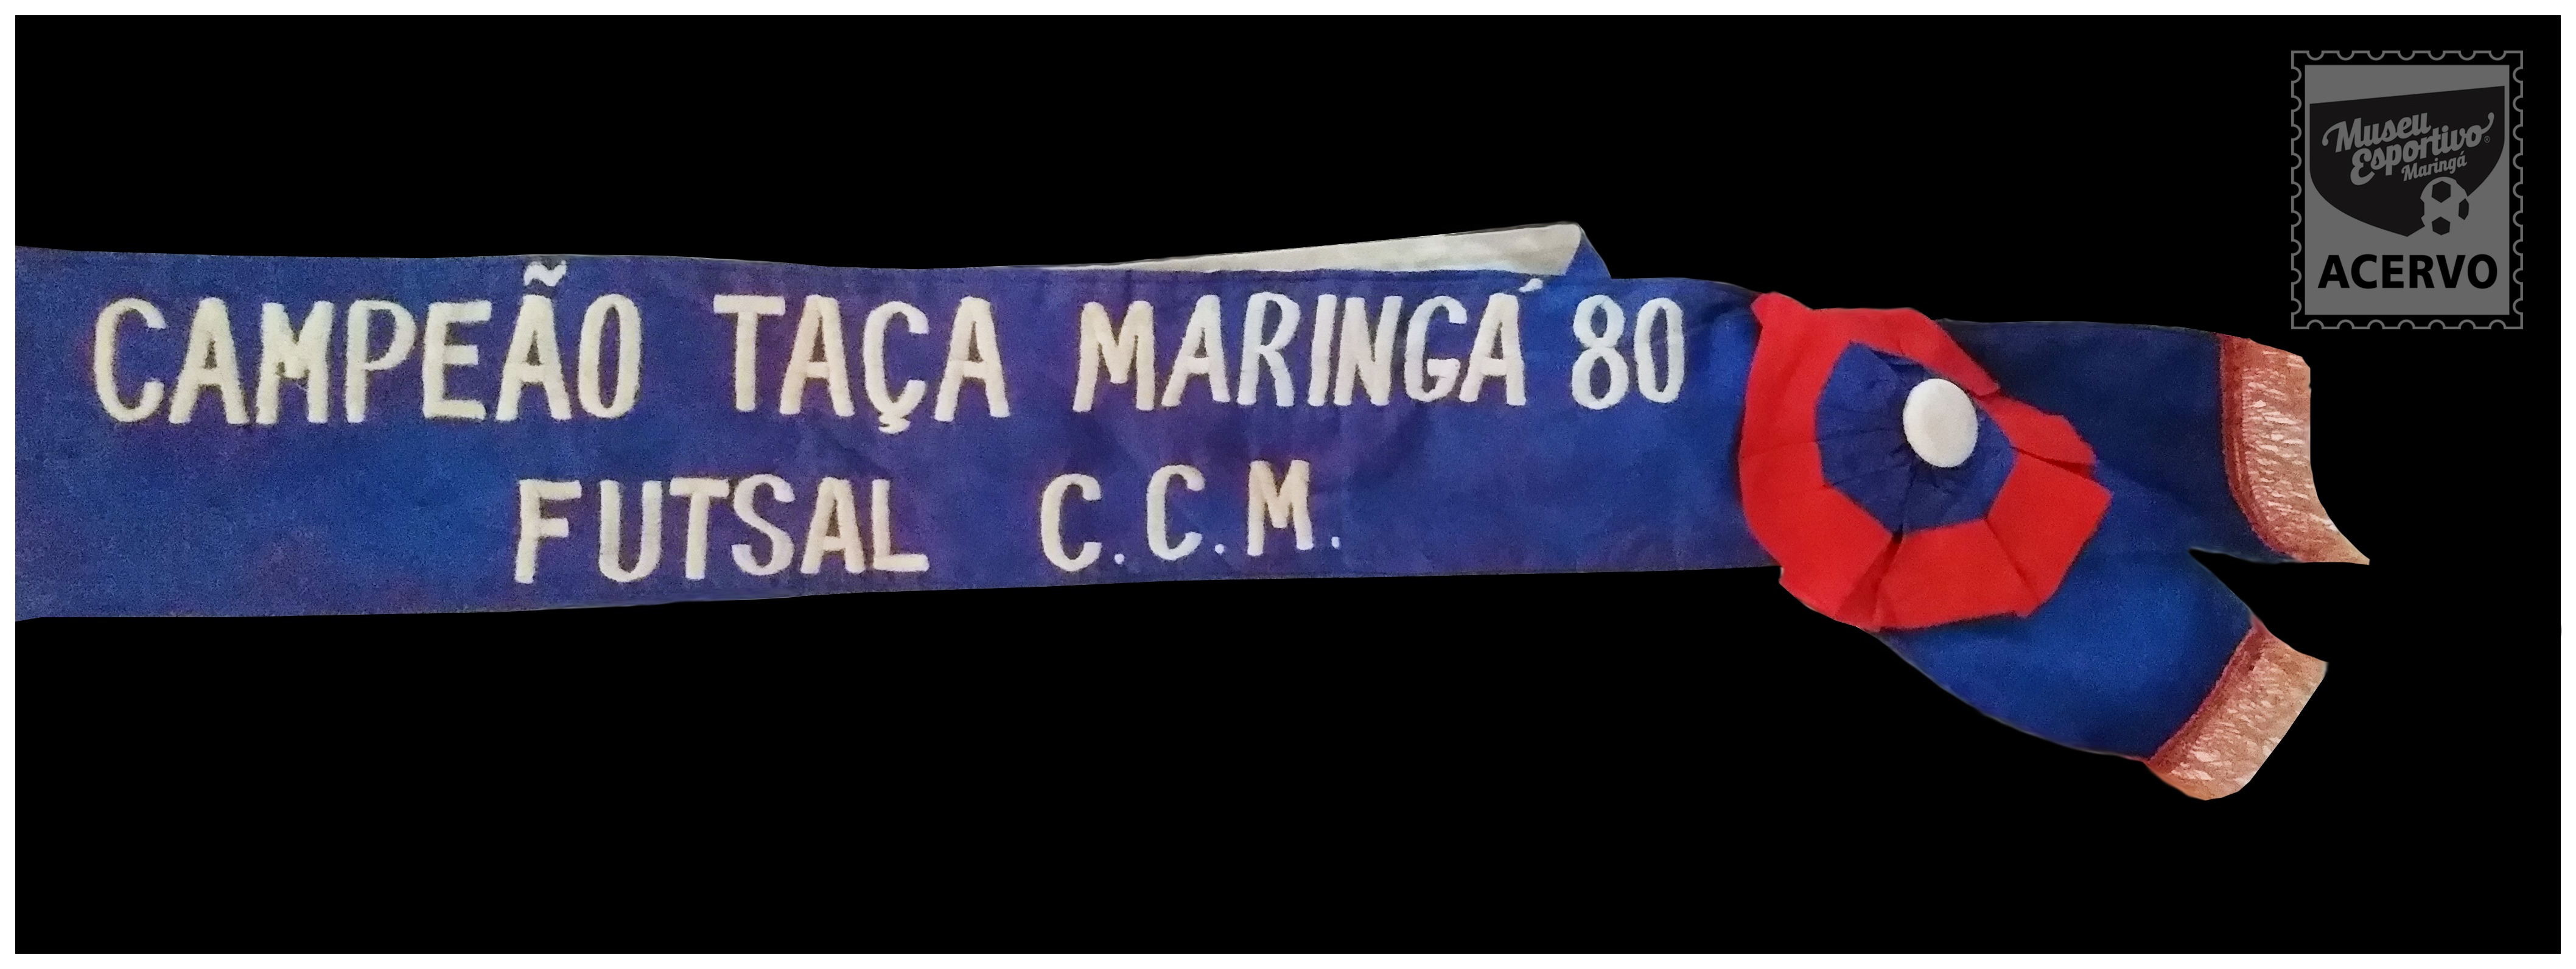 CAMPEÃO TAÇA MARINGÁ 80
FUTSAL C.C.M.
Museu
Esportivo
Maringá
ACERVO